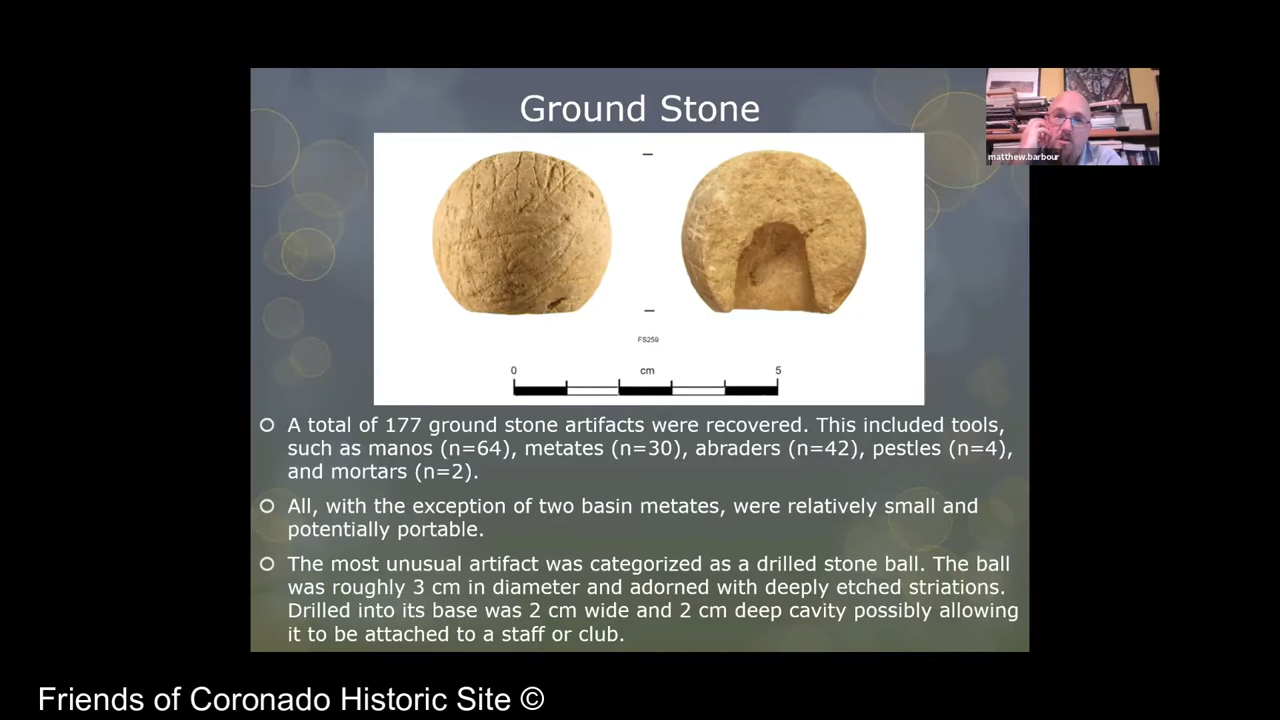 Ground Stone
matthew.barbour
FS259
0 cm 5
A total of 177 ground stone artifacts were recovered. This included tools,
such as manos (n=64), metates (n=30), abraders (n=42), pestles (n=4),
and mortars (n=2).
All, with the exception of two basin metates, were relatively small and
potentially portable.
The most unusual artifact was categorized as a drilled stone ball. The ball
was roughly 3 cm in diameter and adorned with deeply etched striations.
Drilled into its base was 2 cm wide and 2 cm deep cavity possibly allowing
it to be attached to a staff or club.
Friends of Coronado Historic Site ©